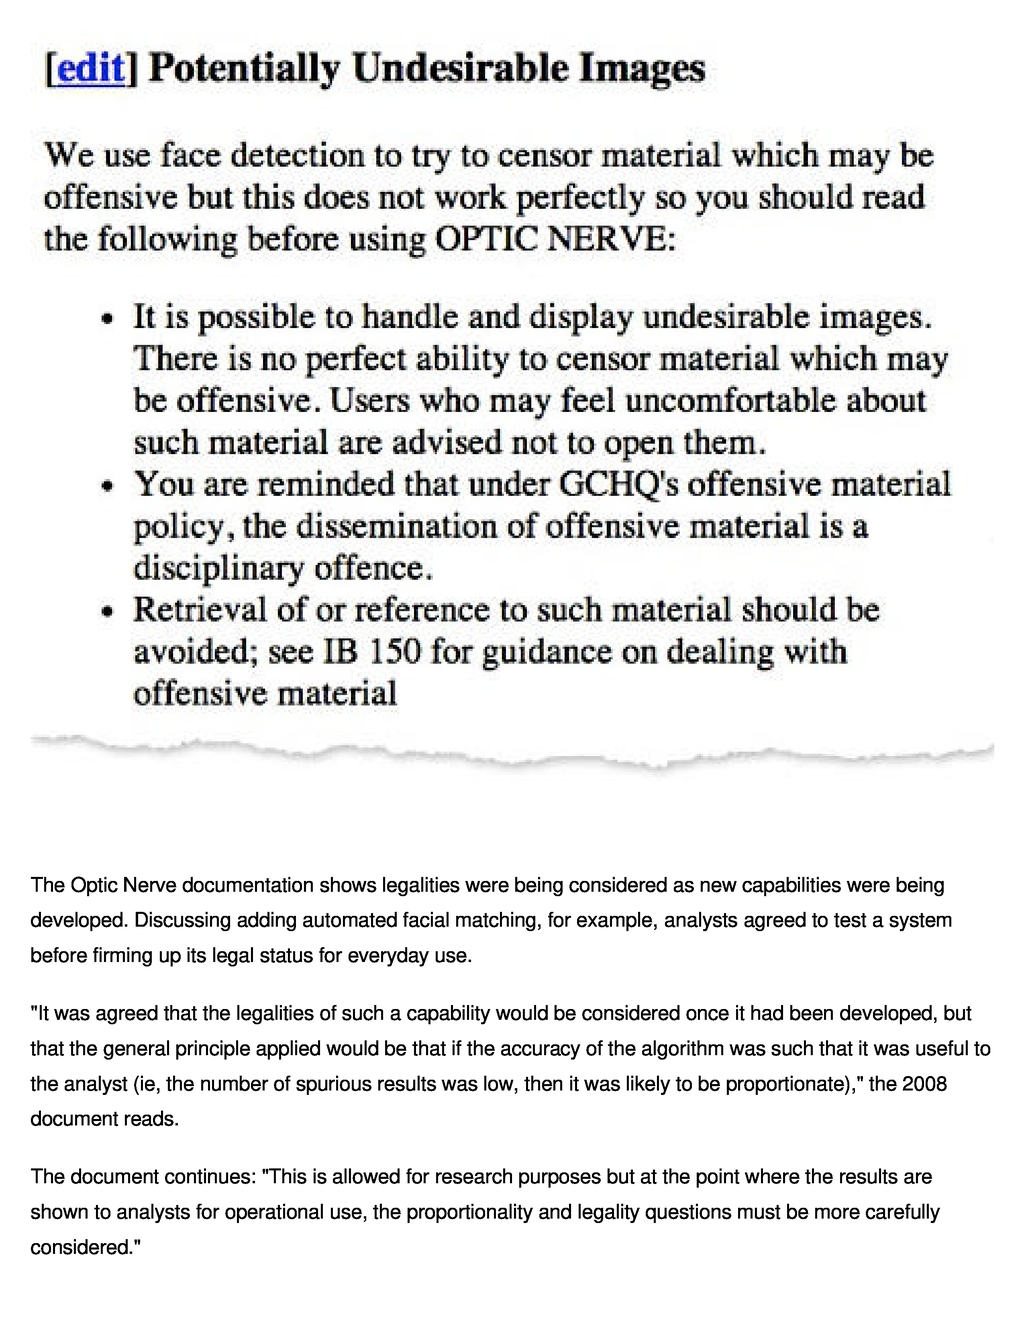 [edit] Potentially Undesirable Images
We use face detection to try to censor material which may be
offensive but this does not work perfectly so you should read
the following before using OPTIC NERVE:
• It is possible to handle and display undesirable images.
There is no perfect ability to censor material which may
be offensive. Users who may feel uncomfortable about
such material are advised not to open them.
• You are reminded that under GCHQ's offensive material
policy, the dissemination of offensive material is a
disciplinary offence.
• Retrieval of or reference to such material should be
avoided; see IB 150 for guidance on dealing with
offensive material
The Optic Nerve documentation shows legalities were being considered as new capabilities were being
developed. Discussing adding automated facial matching, for example, analysts agreed to test a system
before firming up its legal status for everyday use.
"It was agreed that the legalities of such a capability would be considered once it had been developed, but
that the general principle applied would be that if the accuracy of the algorithm was such that it was useful to
the analyst (ie, the number of spurious results was low, then it was likely to be proportionate)," the 2008
document reads.
The document continues: "This is allowed for research purposes but at the point where the results are
shown to analysts for operational use, the proportionality and legality questions must be more carefully
considered."